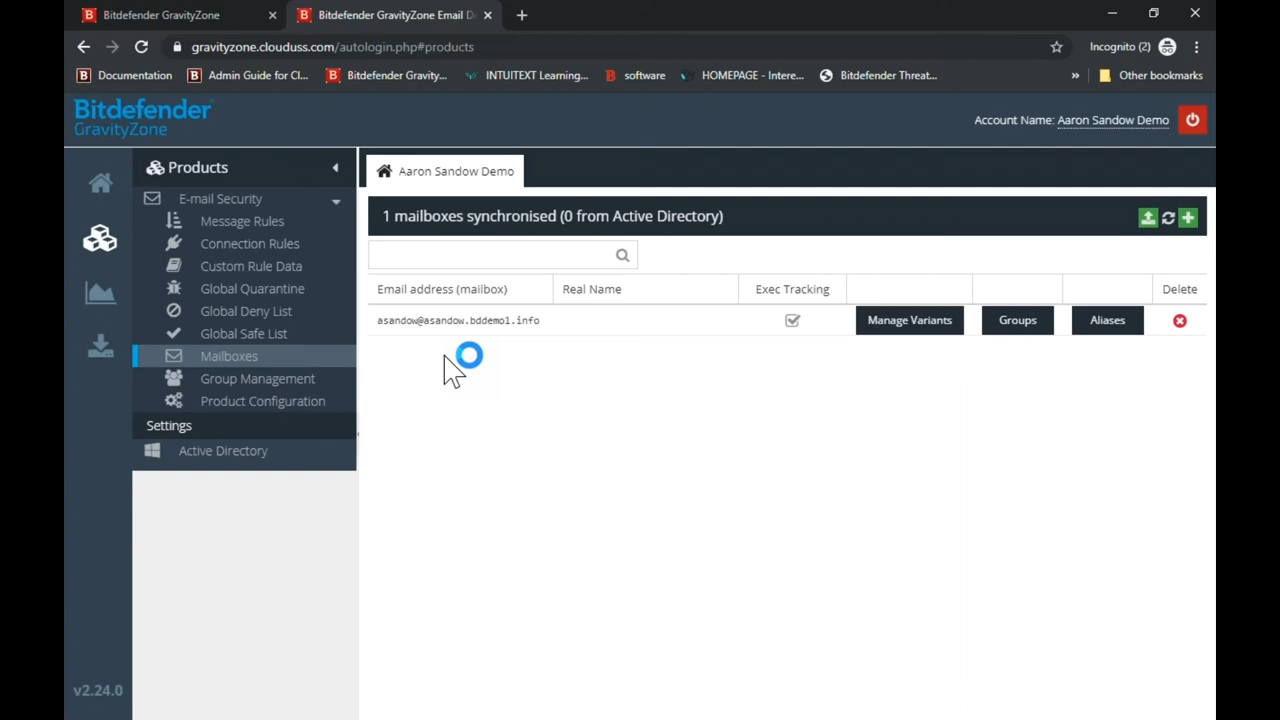 Bitdefender GravityZone
Bitdefender GravityZone Email D
gravityzone.clouduss.com/autologin.php#products
Incognito (2)
Documentation
Admin Guide for Cl...
Bitdefender Gravity...
INTUITEXT Learning...
software
HOMEPAGE - Intere...
Bitdefender Threat...
»
Other bookmarks
Bitdefender
GravityZone
Account Name: Aaron Sandow Demo
Products
Aaron Sandow Demo
E-mail Security
Message Rules
Connection Rules
Custom Rule Data
Global Quarantine
Global Deny List
Global Safe List
Mailboxes
Group Management
Product Configuration
Settings
Active Directory
v2.24.0
1 mailboxes synchronised (0 from Active Directory)
Email address (mailbox) Real Name Exec Tracking Delete
asandow@asandow.bddemo1.info Manage Variants Groups Aliases